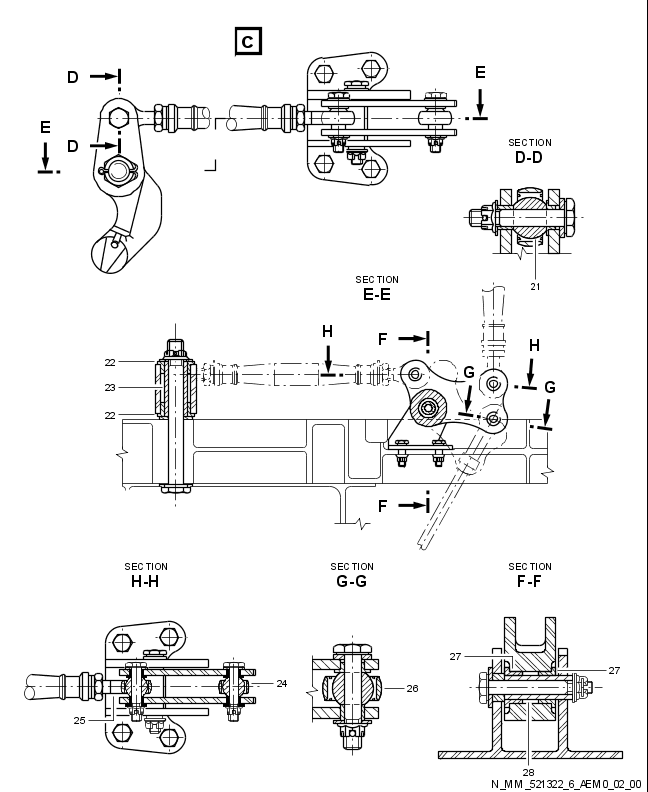 C
D
E
E
D
SECTION
D-D
21
SECTION
E-E
H
F
H
G
G
22
23
22
F
SECTION
H-H
SECTION
G-G
SECTION
F-F
27
27
24
26
25
28
N_MM_521322_6_AEM0_02_00